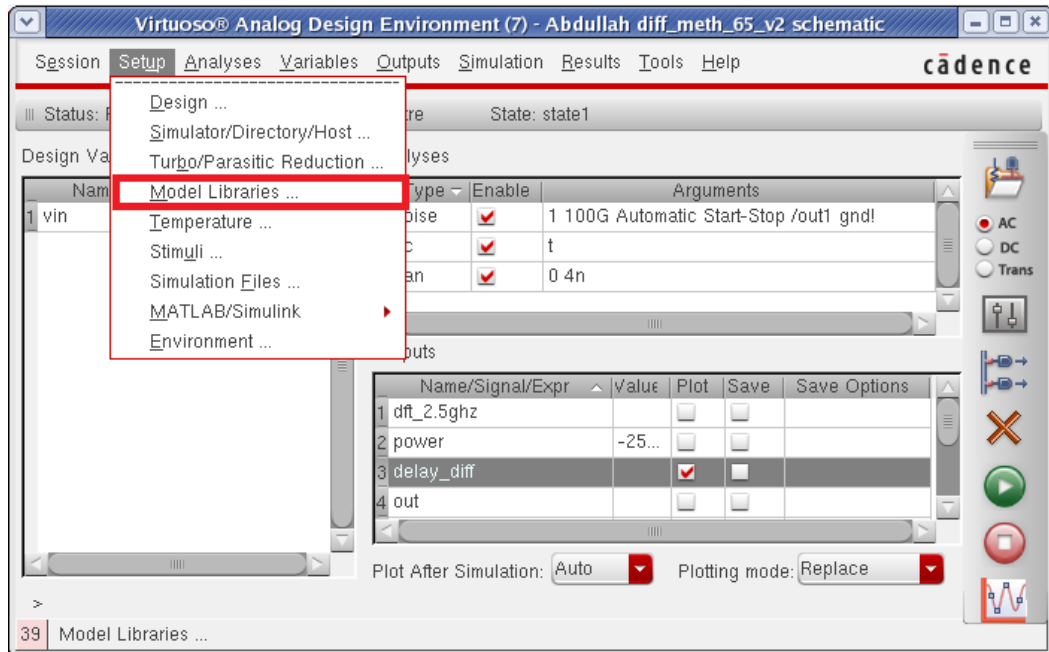 Virtuoso® Analog Design Environment (7) - Abdullah diff_meth_65_v2 schematic
Session Setup Analyses Variables Outputs Simulation Results Tools Help
cādence
Status:
State: state1
Design ...
Simulator/Directory/Host ...
Turbo/Parasitic Reduction ...
Model Libraries ...
Temperature ...
Stimuli ...
Simulation Files ...
MATLAB/Simulink
Environment ...
Design Va
lyses
Nam
Type Enable Arguments
1 vin
oise 1 100G Automatic Start-Stop /out1 gnd!
t
an 0 4n
AC
DC
Trans
puts
Name/Signal/Expr Value Plot Save Save Options
1 dft_2.5ghz
2 power -25...
3 delay_diff
4 out
Plot After Simulation: Auto Plotting mode: Replace
>
39 Model Libraries ...